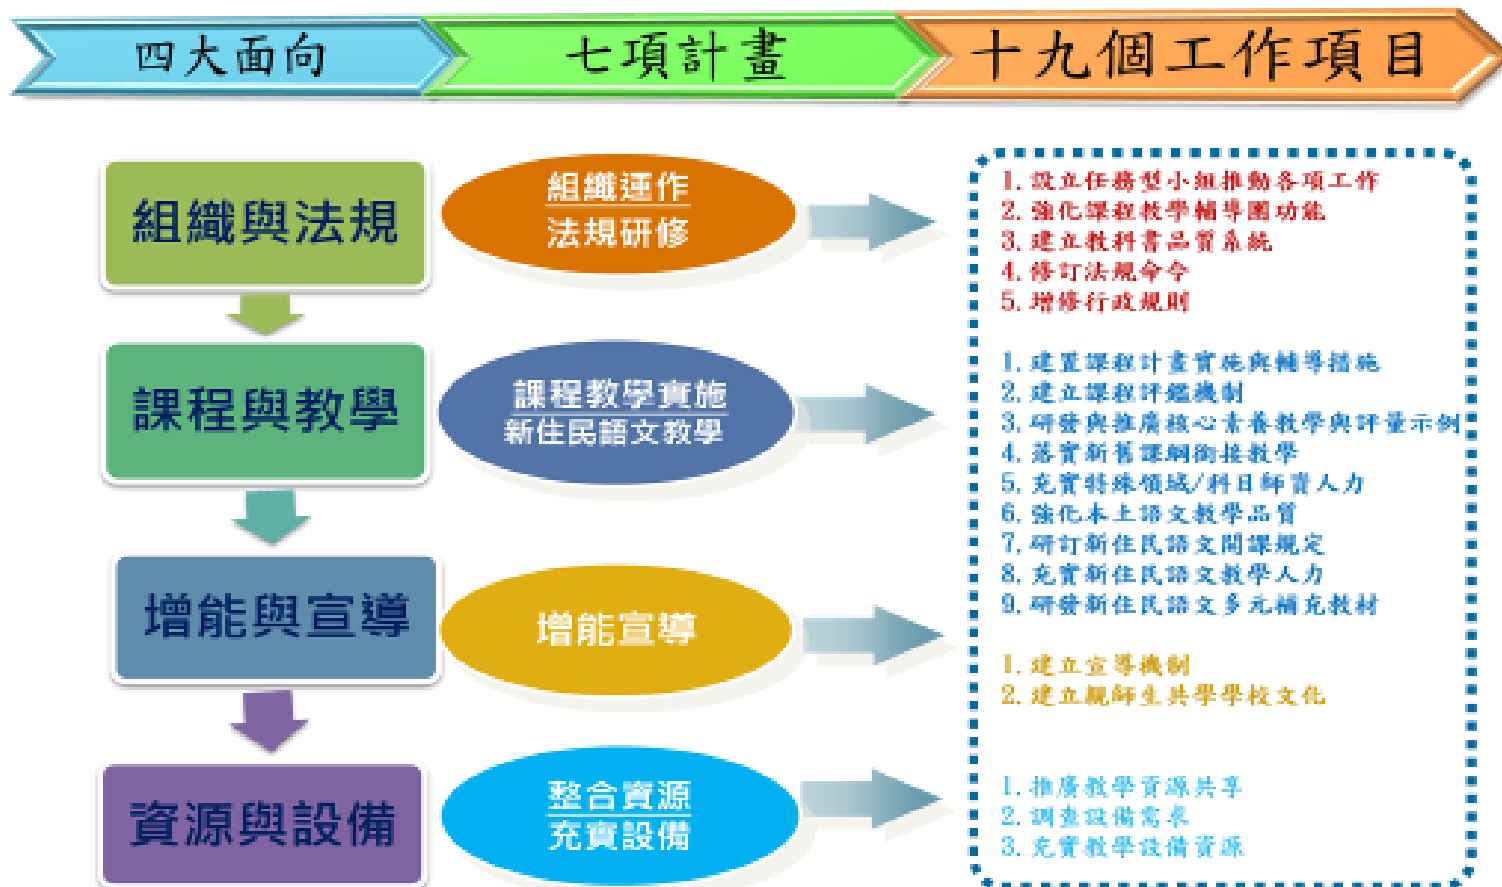 四大面向
七項計畫
十九個工作項目
組織與法規
組織運作
法規研修
1. 設立任務型小組推動各項工作
2. 強化課程教學輔導團功能
3. 建立教科書品質系統
4. 修訂法規命令
5. 增修行政規則
課程與教學
課程教學實施
新住民語文教學
1. 建置課程計畫實施與輔導措施
2. 建立課程評鑑機制
3. 研發與推廣核心素養教學與評量示例
4. 落實新舊課綱銜接教學
5. 充實特殊領域/科目師資人力
6. 強化本土語文教學品質
7. 研訂新住民語文開課規定
8. 充實新住民語文教學人力
9. 研發新住民語文多元補充教材
增能與宣導
增能宣導
1. 建立宣導機制
2. 建立親師生共學學校文化
資源與設備
整合資源
充實設備
1. 推廣教學資源共享
2. 調查設備需求
3. 充實教學設備資源